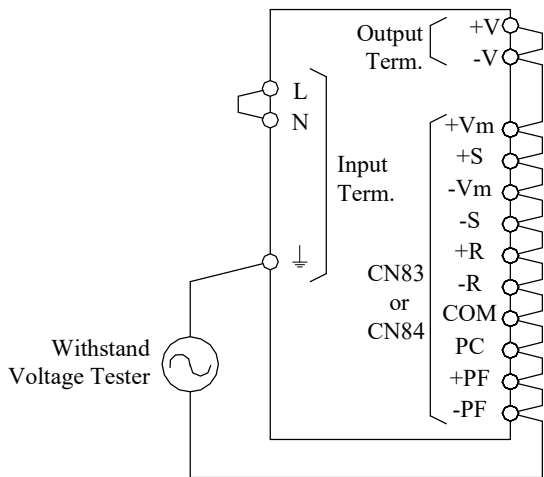 Output
Term.
+V
-V
L
N
Input
Term.
+Vm
+S
-Vm
-S
+R
-R
COM
PC
+PF
-PF
CN83
or
CN84
Withstand
Voltage Tester